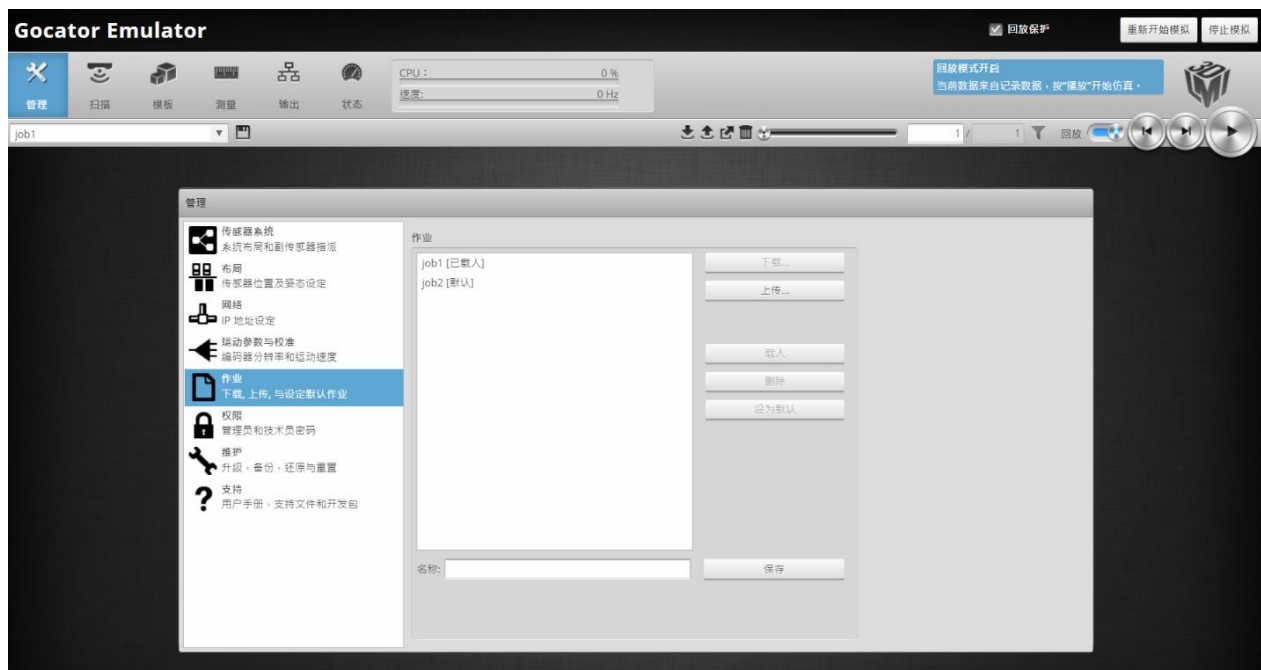 Gocator Emulator
回放保护
重新开始模拟
停止模拟
管理
扫描
模板
测量
输出
状态
CPU： 0 %
速度: 0 Hz
回放模式开启
当前数据来自记录数据，按“播放”开始仿真。
job1
1 / 1
回放
管理
传感器系统
系统布局和副传感器指派
布局
传感器位置及姿态设定
网络
IP 地址设定
运动参数与校准
编码器分辨率和运动速度
作业
下载, 上传, 与设定默认作业
权限
管理员和技术员密码
维护
升级，备份，还原与重置
支持
用户手册，支持文件和开发包
作业
job1 [已载入]
job2 [默认]
下载...
上传...
载入
删除
设为默认
名称:
保存